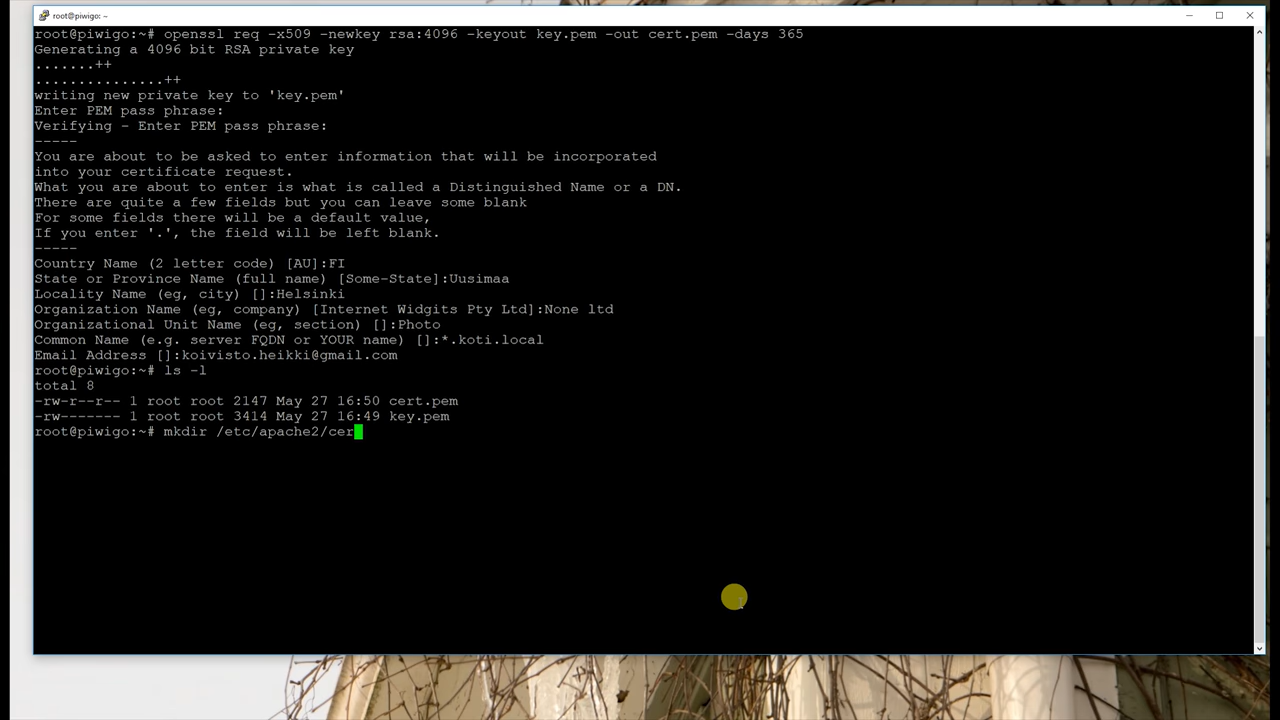 root@piwigo: ~
root@piwigo:~# openssl req -x509 -newkey rsa:4096 -keyout key.pem -out cert.pem -days 365
Generating a 4096 bit RSA private key
.......++
...............++
writing new private key to 'key.pem'
Enter PEM pass phrase:
Verifying - Enter PEM pass phrase:
-----
You are about to be asked to enter information that will be incorporated
into your certificate request.
What you are about to enter is what is called a Distinguished Name or a DN.
There are quite a few fields but you can leave some blank
For some fields there will be a default value,
If you enter '.', the field will be left blank.
-----
Country Name (2 letter code) [AU]:FI
State or Province Name (full name) [Some-State]:Uusimaa
Locality Name (eg, city) []:Helsinki
Organization Name (eg, company) [Internet Widgits Pty Ltd]:None ltd
Organizational Unit Name (eg, section) []:Photo
Common Name (e.g. server FQDN or YOUR name) []:*.koti.local
Email Address []:koivisto.heikki@gmail.com
root@piwigo:~# ls -l
total 8
-rw-r--r-- 1 root root 2147 May 27 16:50 cert.pem
-rw------- 1 root root 3414 May 27 16:49 key.pem
root@piwigo:~# mkdir /etc/apache2/cer